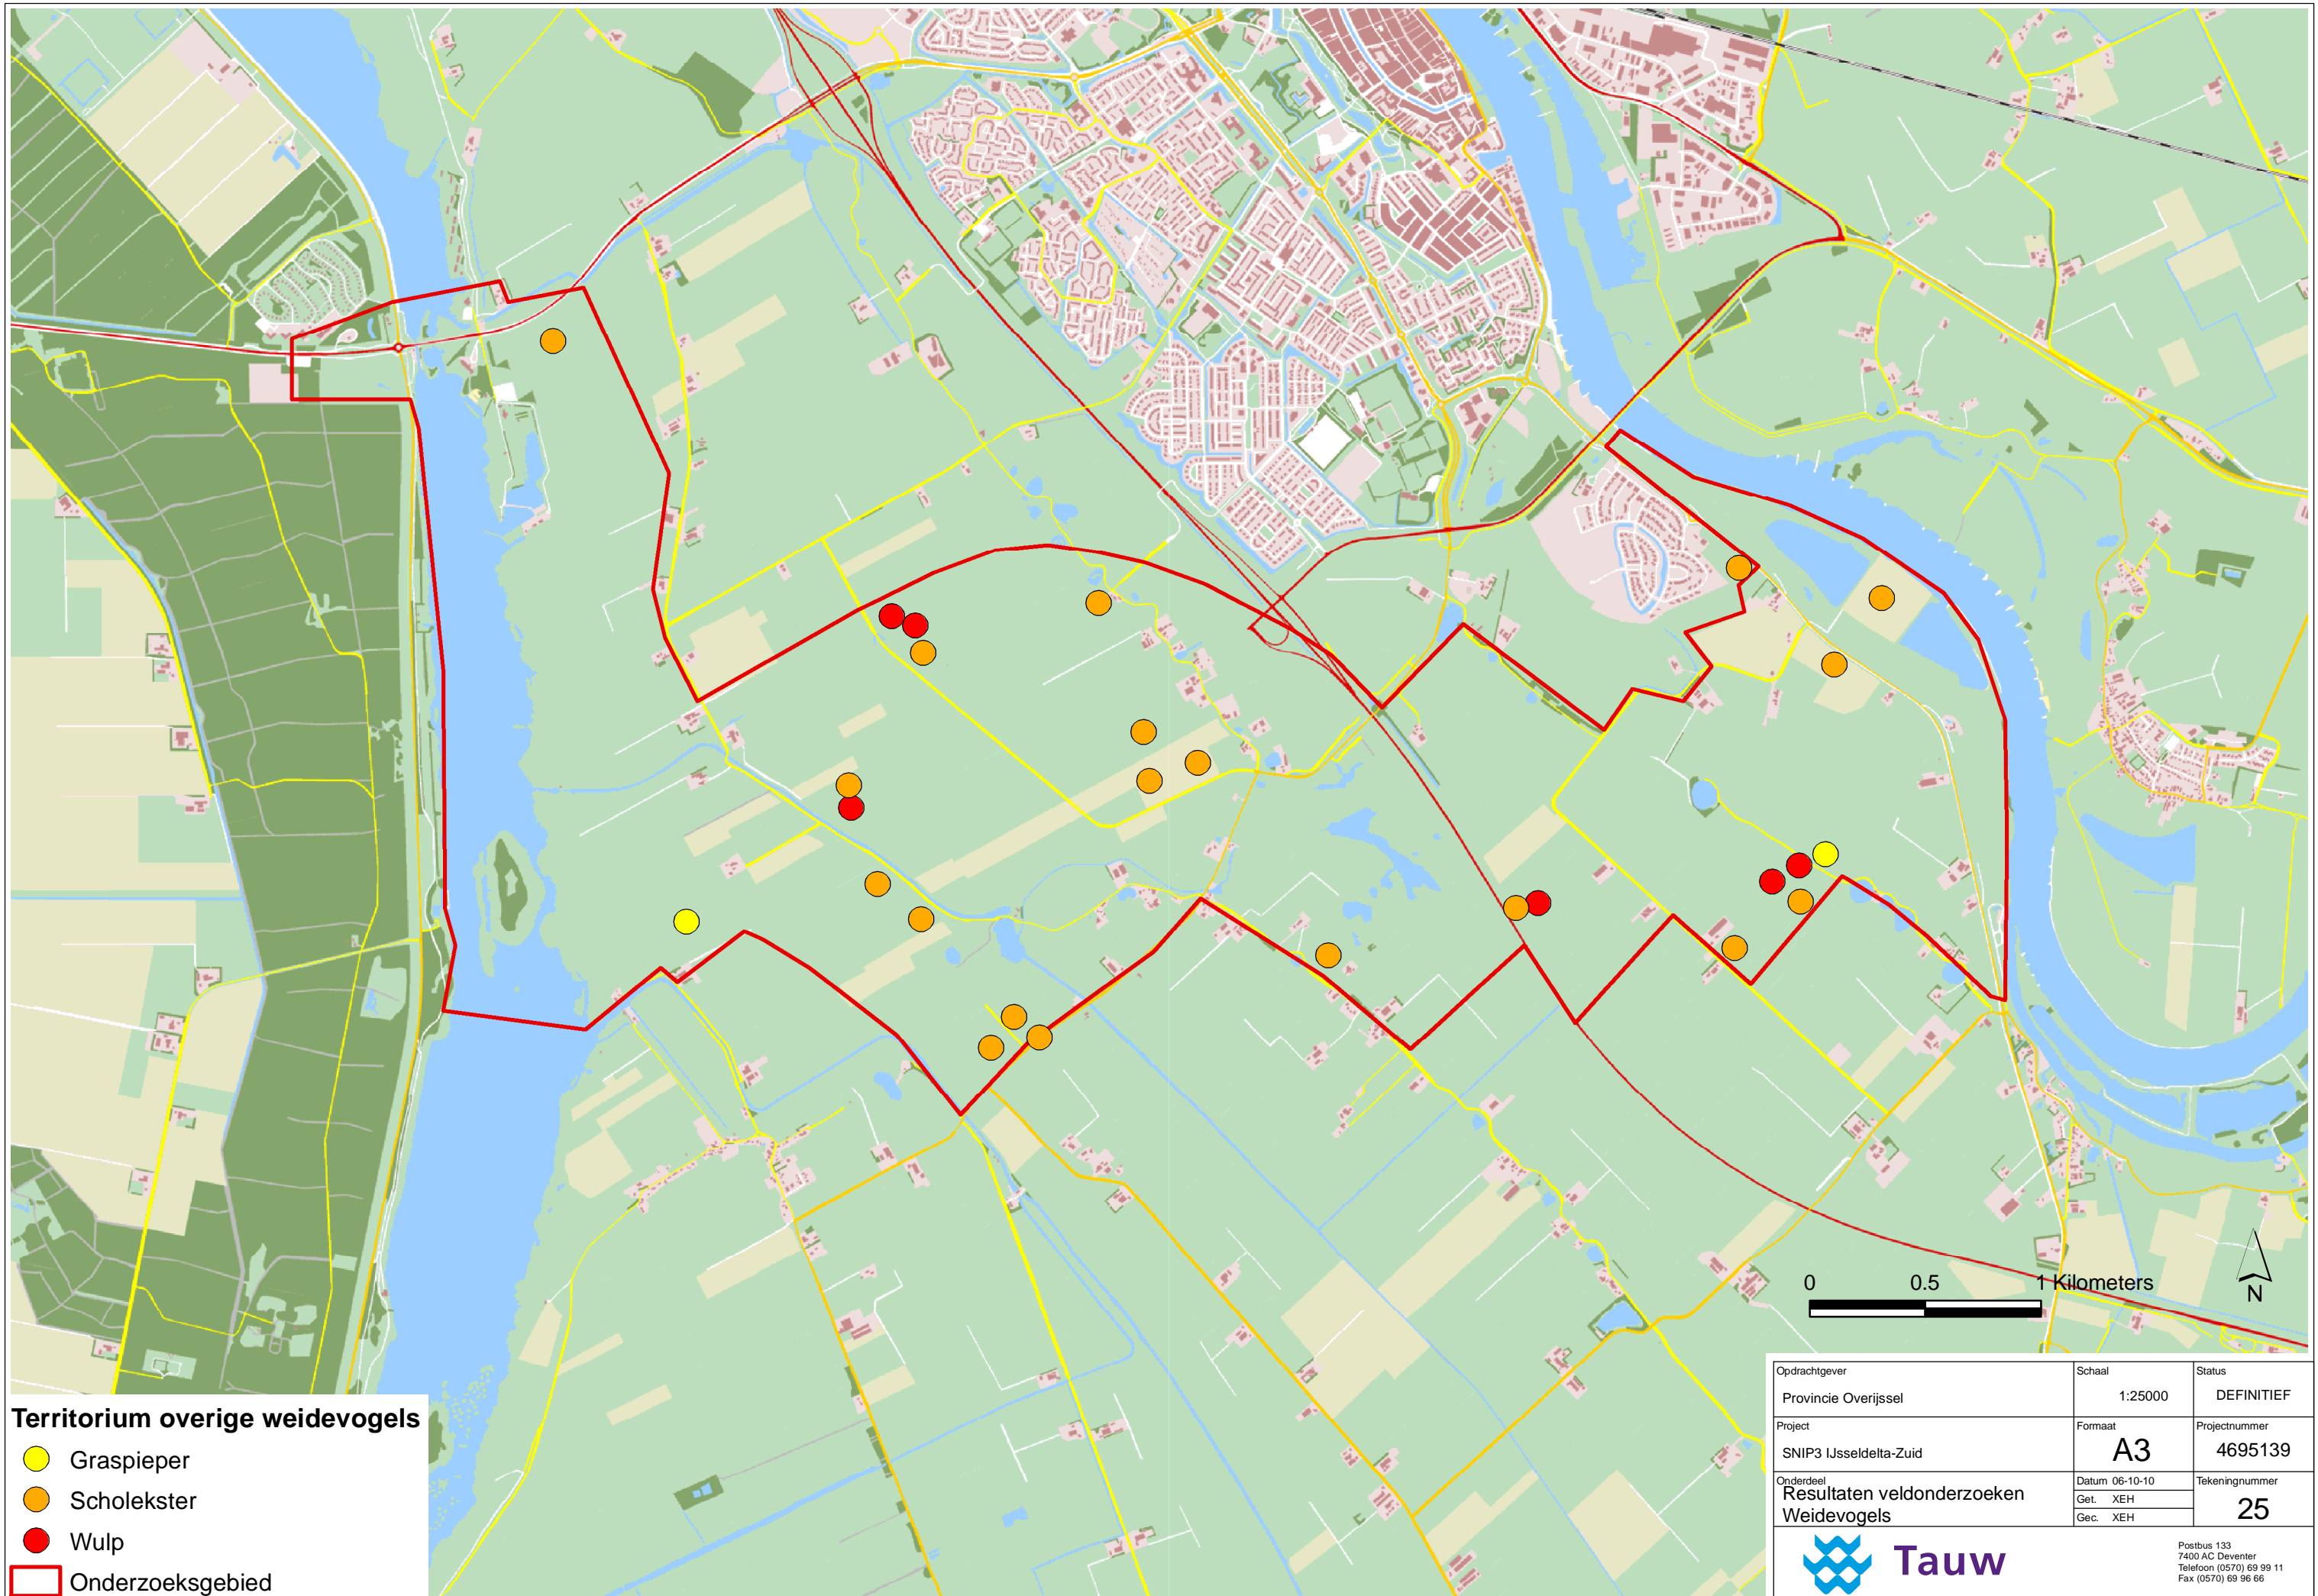 0 0.5 1 Kilometers
N
Territorium overige weidevogels
Graspieper
Scholekster
Wulp
Onderzoeksgebied
Opdrachtgever
Provincie Overijssel
Schaal
1:25000
Status
DEFINITIEF
Project
SNIP3 IJsseldelta-Zuid
Formaat
A3
Projectnummer
4695139
Onderdeel
Resultaten veldonderzoeken
Weidevogels
Datum 06-10-10
Get. XEH
Gec. XEH
Tekeningnummer
25
Tauw
Postbus 133
7400 AC Deventer
Telefoon (0570) 69 99 11
Fax (0570) 69 96 66